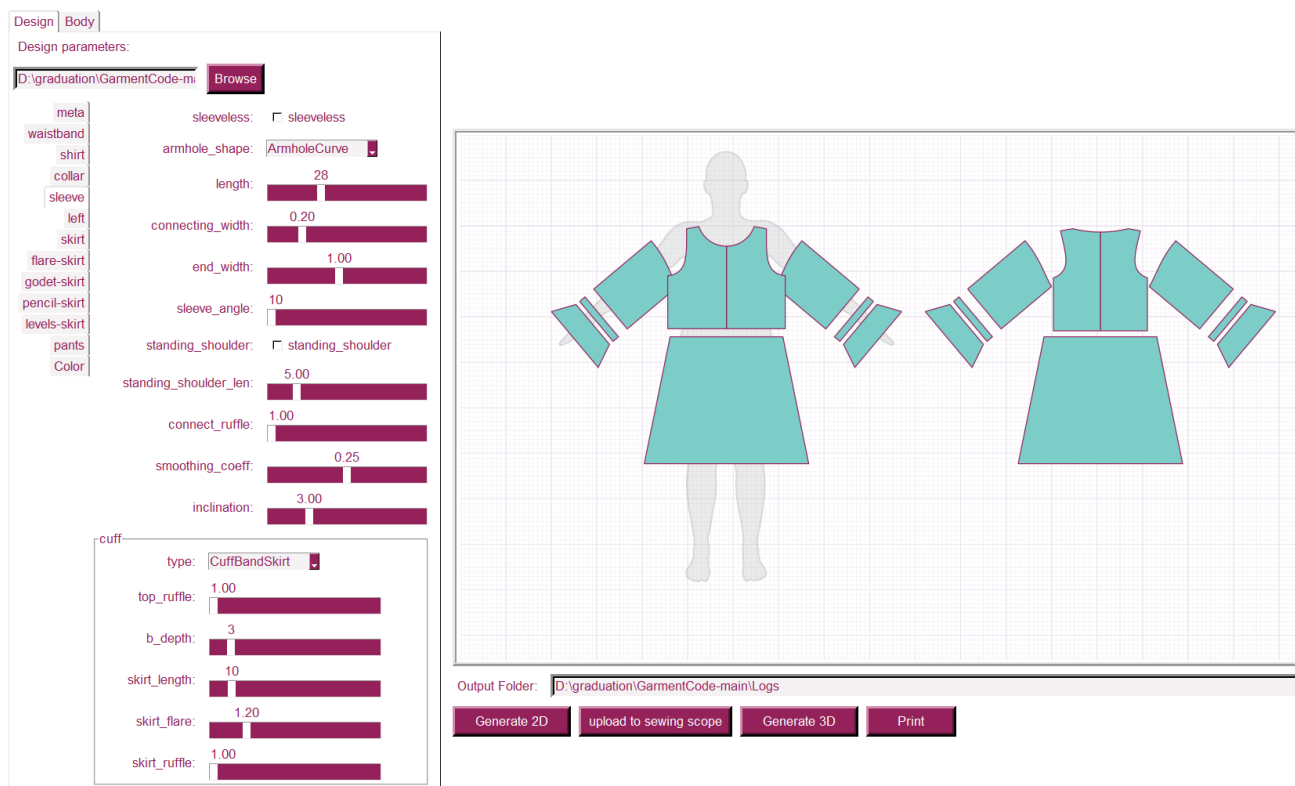 Design Body
Design parameters:
D:\graduation\GarmentCode-ma Browse
meta
waistband
shirt
collar
sleeve
left
skirt
flare-skirt
godet-skirt
pencil-skirt
levels-skirt
pants
Color
sleeveless: sleeveless
armhole_shape: ArmholeCurve
length: 28
connecting_width: 0.20
end_width: 1.00
sleeve_angle: 10
standing_shoulder: standing_shoulder
standing_shoulder_len: 5.00
connect_ruffle: 1.00
smoothing_coeff: 0.25
inclination: 3.00
cuff
type: CuffBandSkirt
top_ruffle: 1.00
b_depth: 3
skirt_length: 10
skirt_flare: 1.20
skirt_ruffle: 1.00
Output Folder: D:\graduation\GarmentCode-main\Logs
Generate 2D upload to sewing scope Generate 3D Print